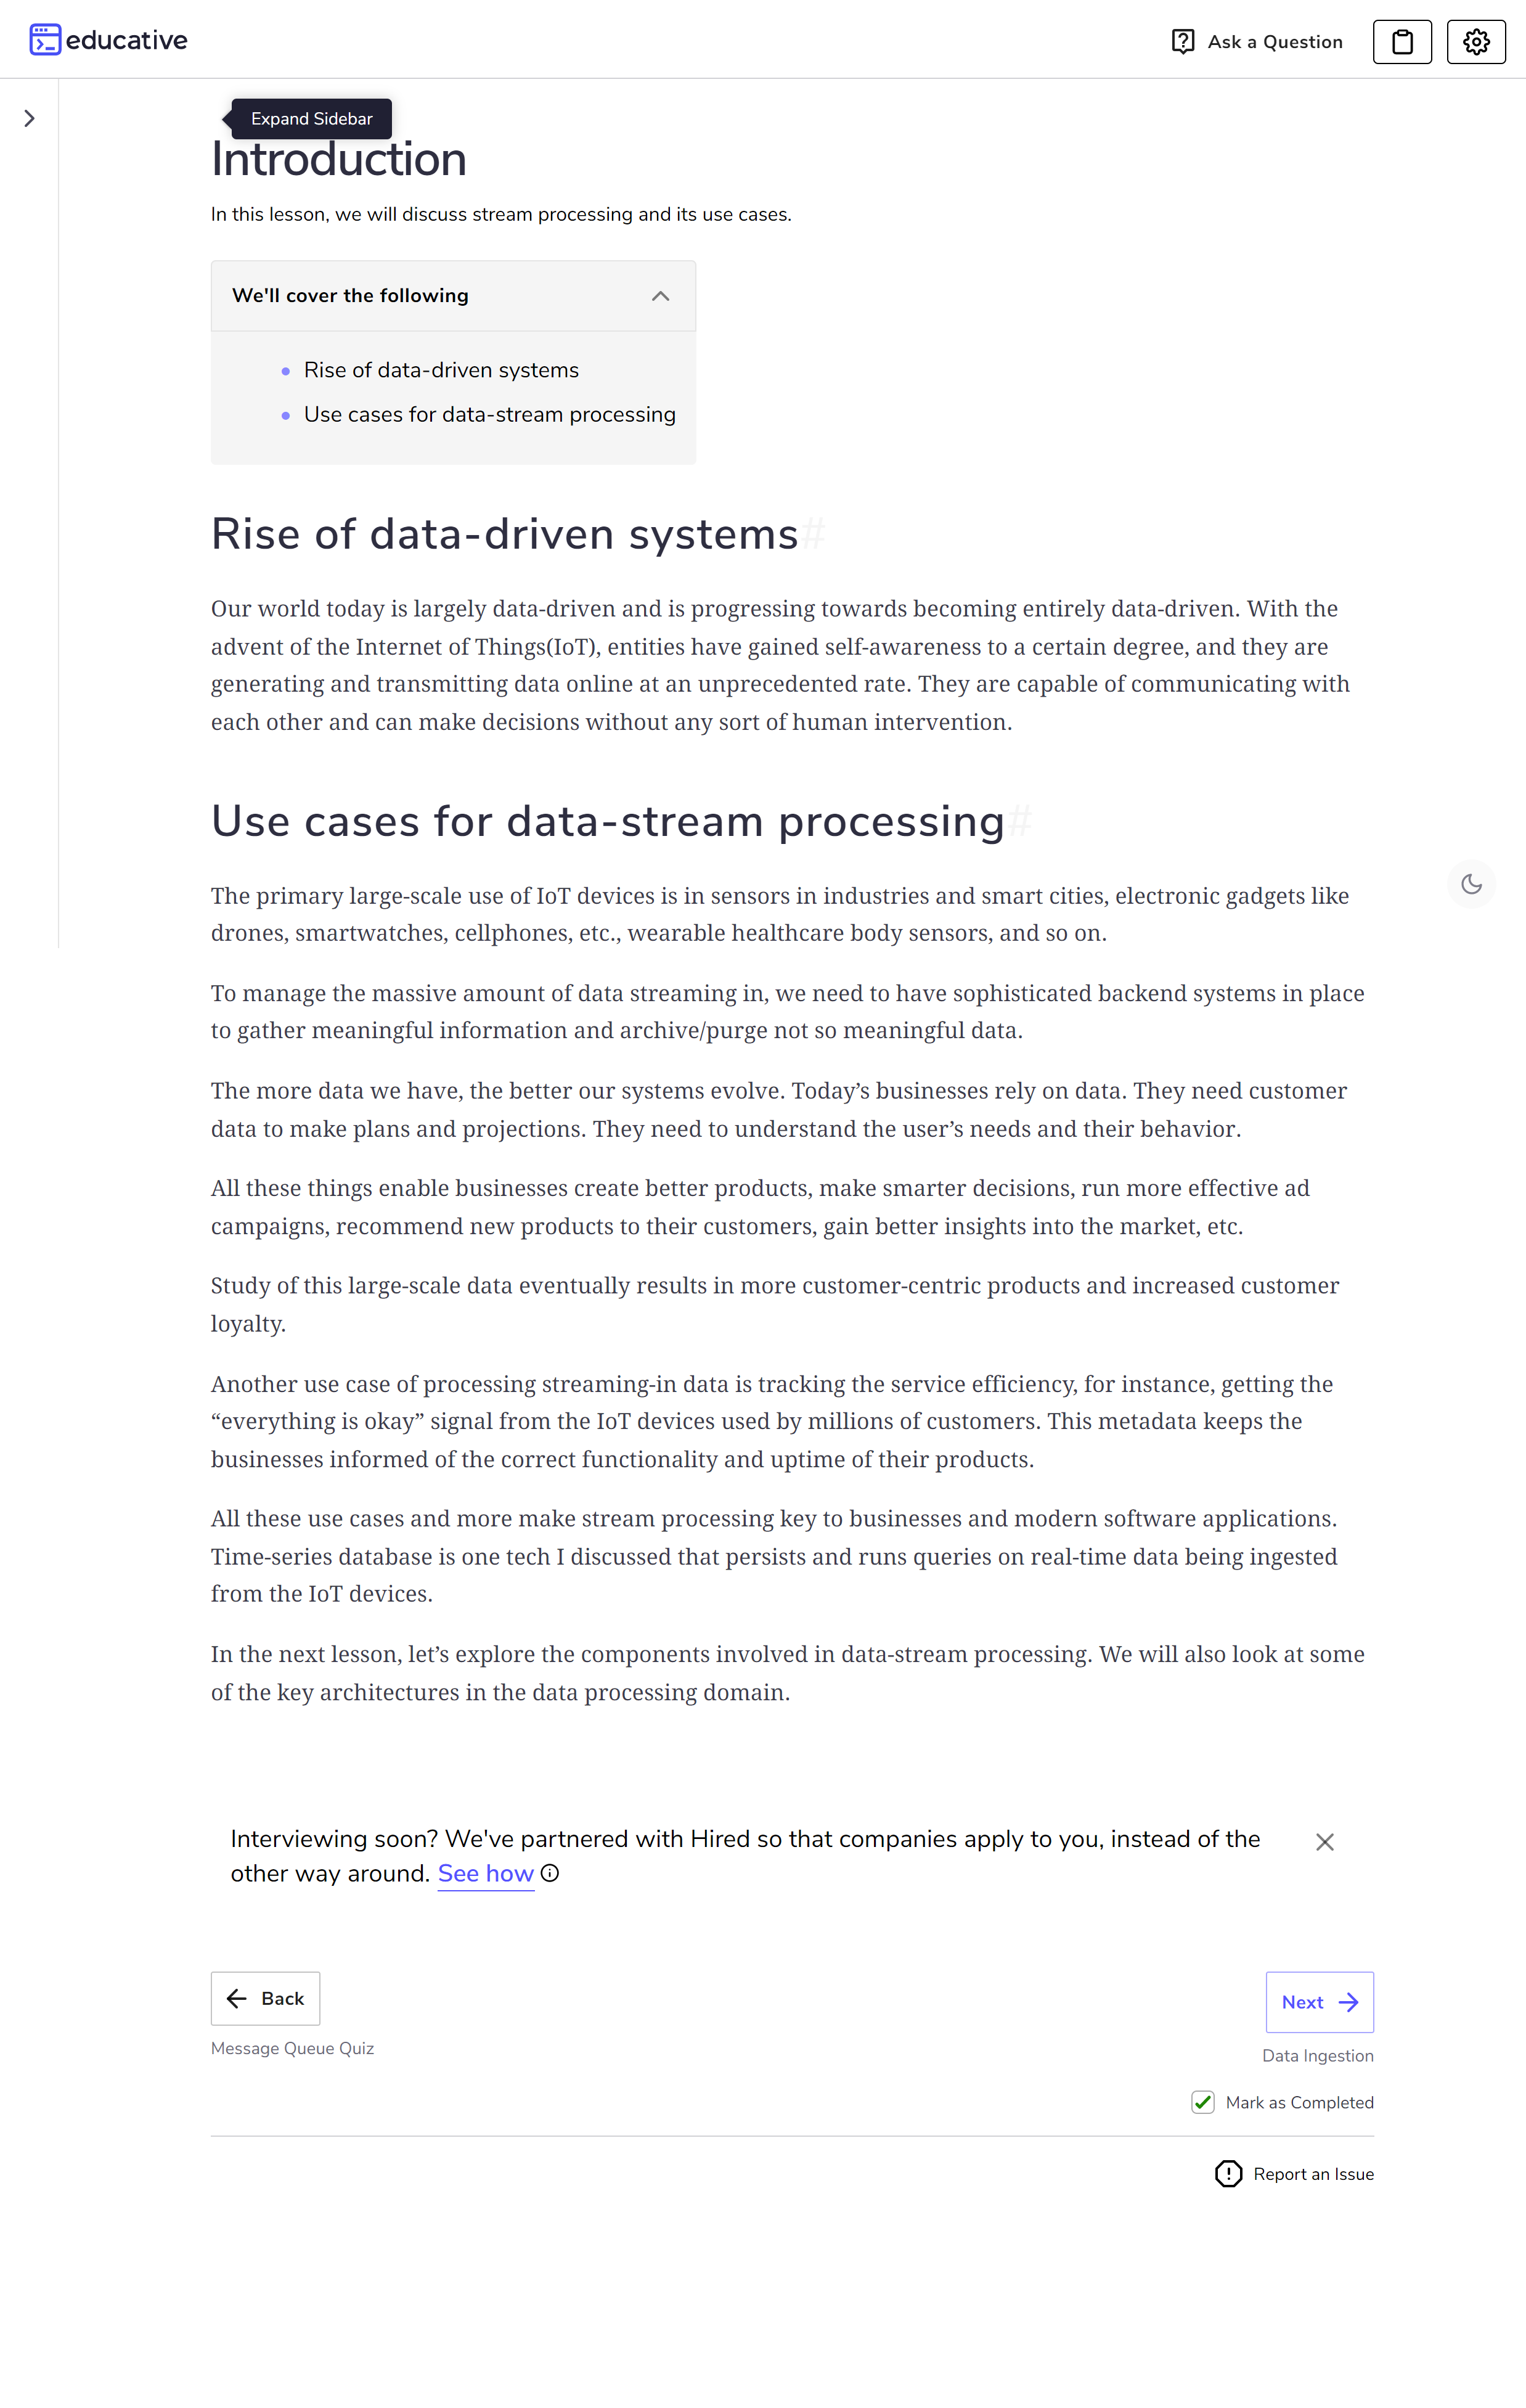 educative
Ask a Question
Expand Sidebar
Introduction
In this lesson, we will discuss stream processing and its use cases.
We'll cover the following
Rise of data-driven systems
Use cases for data-stream processing
Rise of data-driven systems#
Our world today is largely data-driven and is progressing towards becoming entirely data-driven. With the
advent of the Internet of Things(IoT), entities have gained self-awareness to a certain degree, and they are
generating and transmitting data online at an unprecedented rate. They are capable of communicating with
each other and can make decisions without any sort of human intervention.
Use cases for data-stream processing#
The primary large-scale use of IoT devices is in sensors in industries and smart cities, electronic gadgets like
drones, smartwatches, cellphones, etc., wearable healthcare body sensors, and so on.
To manage the massive amount of data streaming in, we need to have sophisticated backend systems in place
to gather meaningful information and archive/purge not so meaningful data.
The more data we have, the better our systems evolve. Today’s businesses rely on data. They need customer
data to make plans and projections. They need to understand the user’s needs and their behavior.
All these things enable businesses create better products, make smarter decisions, run more effective ad
campaigns, recommend new products to their customers, gain better insights into the market, etc.
Study of this large-scale data eventually results in more customer-centric products and increased customer
loyalty.
Another use case of processing streaming-in data is tracking the service efficiency, for instance, getting the
“everything is okay” signal from the IoT devices used by millions of customers. This metadata keeps the
businesses informed of the correct functionality and uptime of their products.
All these use cases and more make stream processing key to businesses and modern software applications.
Time-series database is one tech I discussed that persists and runs queries on real-time data being ingested
from the IoT devices.
In the next lesson, let’s explore the components involved in data-stream processing. We will also look at some
of the key architectures in the data processing domain.
Interviewing soon? We've partnered with Hired so that companies apply to you, instead of the
other way around. See how
Back
Next
Message Queue Quiz
Data Ingestion
Mark as Completed
Report an Issue